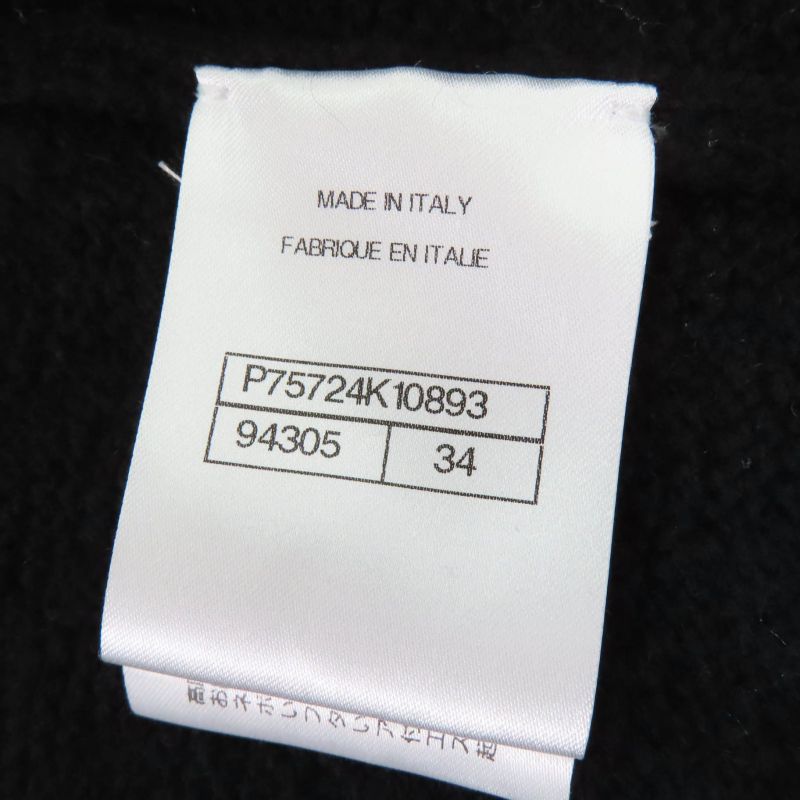 MADE IN ITALY
FABRIQUE EN ITALIE
P75724K10893
94305 34